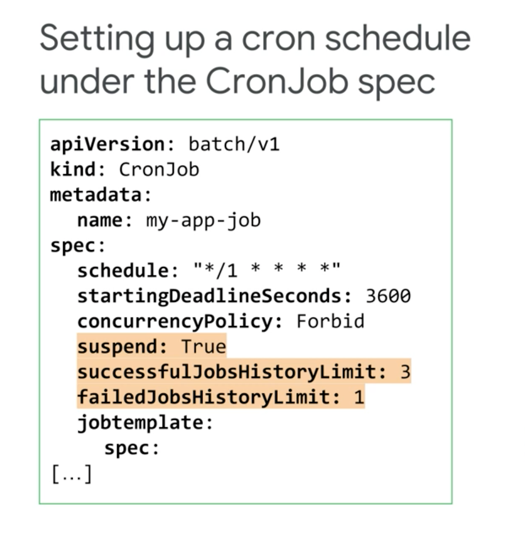 Setting up a cron schedule
under the CronJob spec
apiVersion: batch/v1
kind: CronJob
metadata:
name: my-app-job
spec:
schedule: "*/1 * * * *"
startingDeadlineSeconds: 3600
concurrencyPolicy: Forbid
suspend: True
successfulJobsHistoryLimit: 3
failedJobsHistoryLimit: 1
jobtemplate:
spec:
[...]